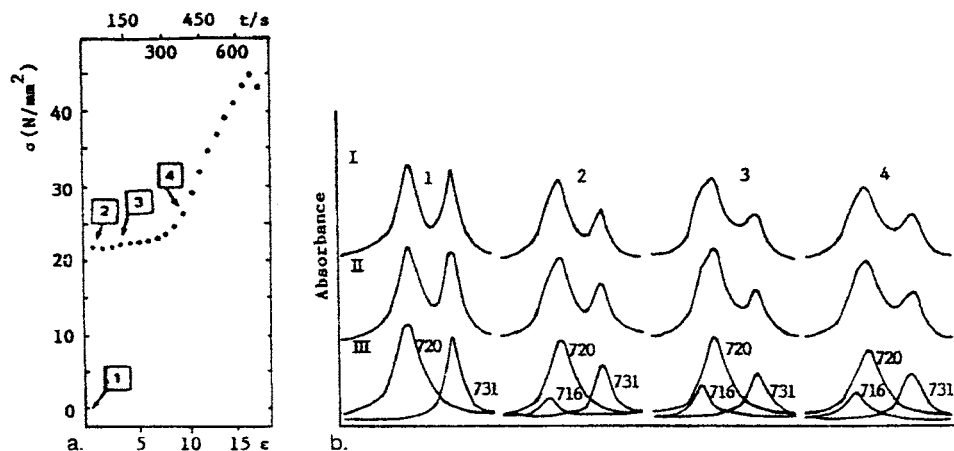 150 450 t/s
300 600
σ (N/mm²)
40
30
20
10
0
4
2
3
1
5 10 15 ε
a.
Absorbance
I
1 2 3 4
II
III
720 731
716 720 731
716 720 731
716 720 731
b.